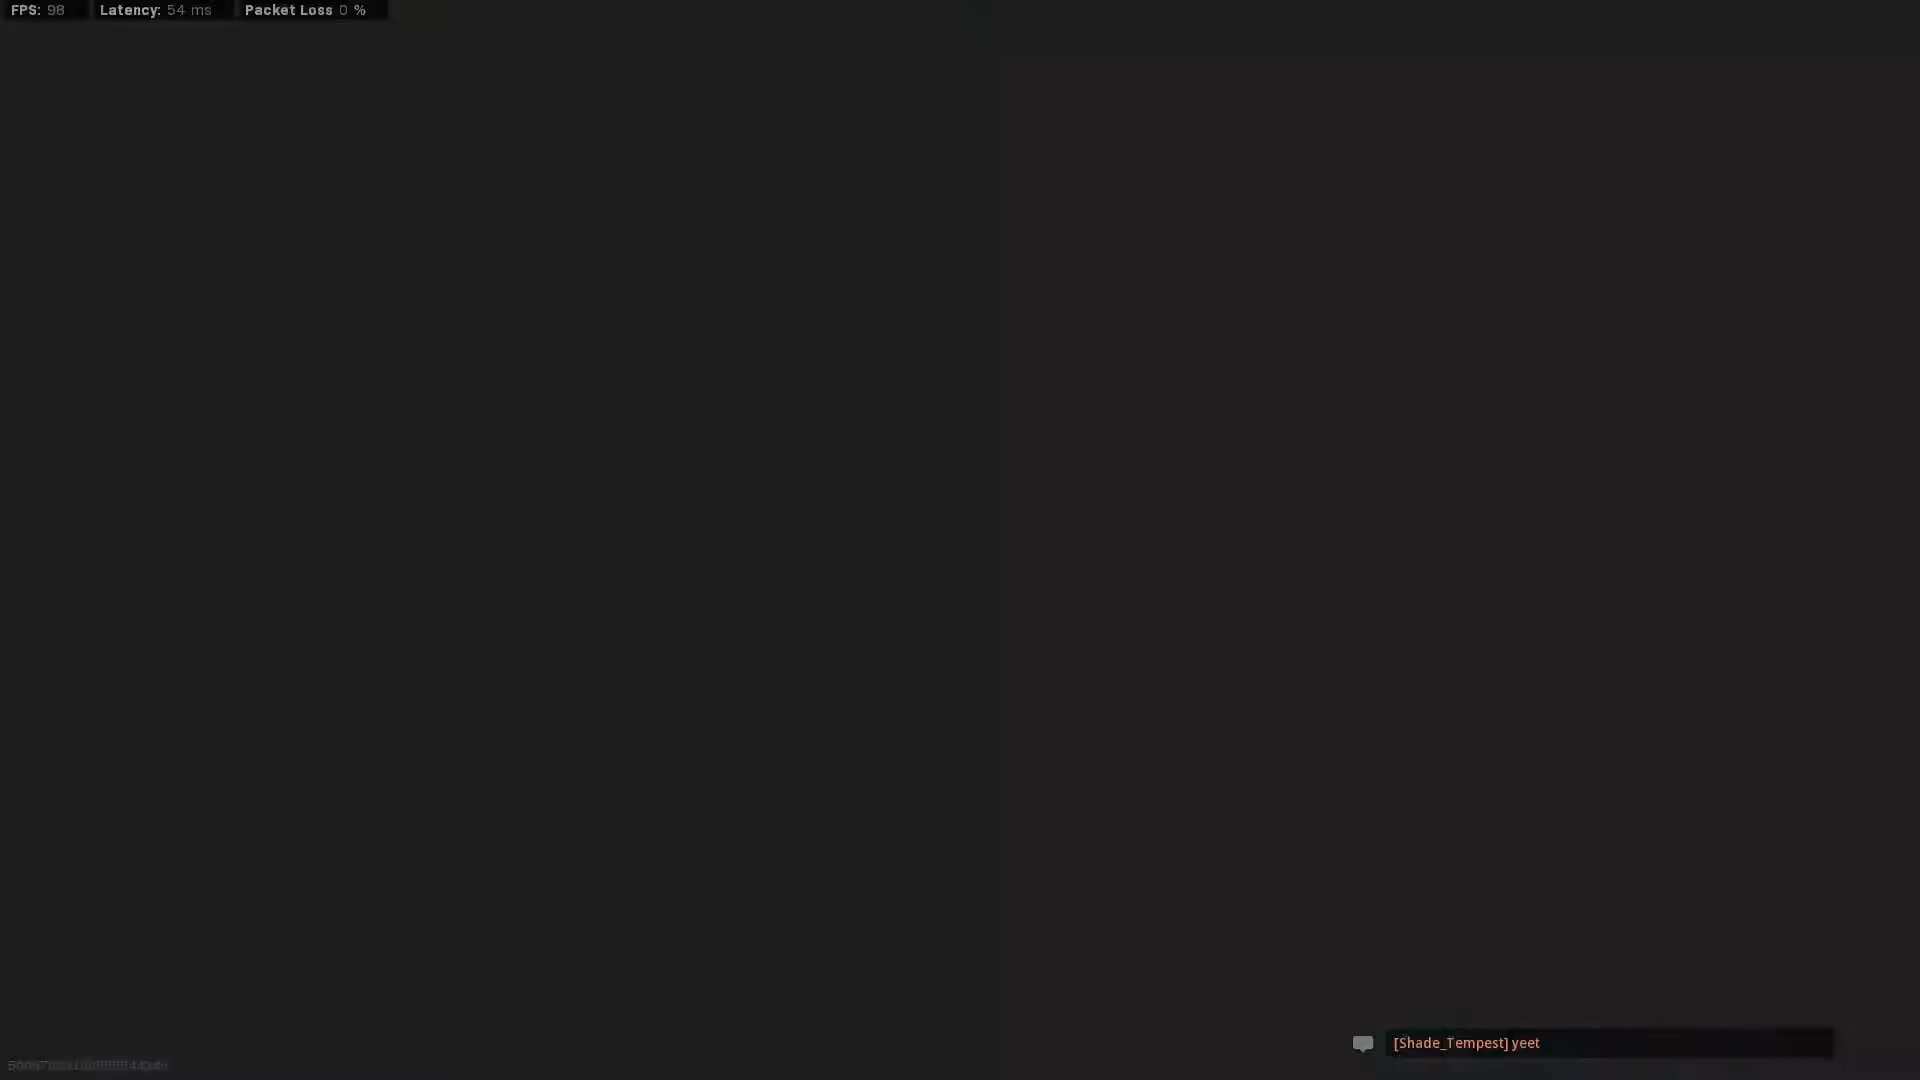 FPS: 98 Latency: 54 ms Packet Loss 0 %
[Shade_Tempest] yeet